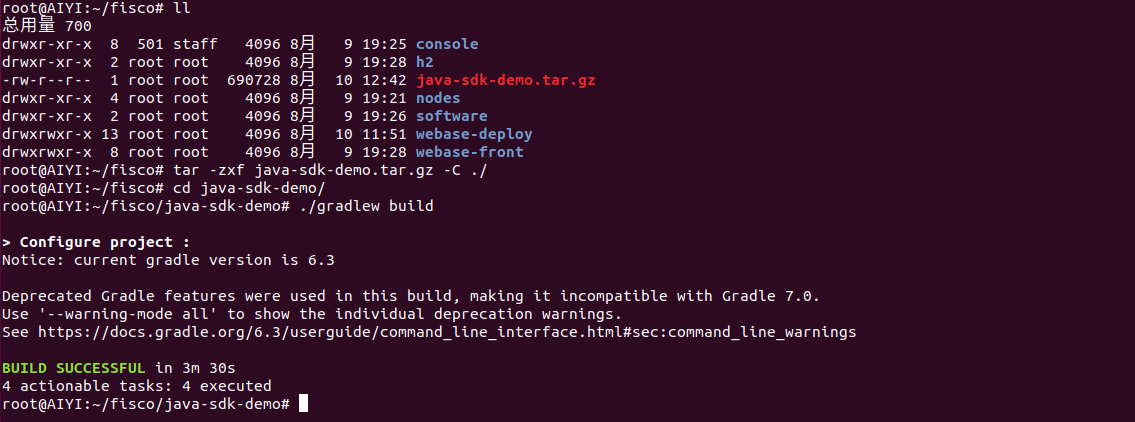 root@AIYI:~/fisco# ll
总用量 700
drwxr-xr-x  8  501 staff   4096 8月   9 19:25 console
drwxr-xr-x  2 root root    4096 8月   9 19:28 h2
-rw-r--r--  1 root root  690728 8月  10 12:42 java-sdk-demo.tar.gz
drwxr-xr-x  4 root root    4096 8月   9 19:21 nodes
drwxr-xr-x  2 root root    4096 8月   9 19:26 software
drwxrwxr-x 13 root root    4096 8月  10 11:51 webase-deploy
drwxrwxr-x  8 root root    4096 8月   9 19:28 webase-front
root@AIYI:~/fisco# tar -zxf java-sdk-demo.tar.gz -C ./
root@AIYI:~/fisco# cd java-sdk-demo/
root@AIYI:~/fisco/java-sdk-demo# ./gradlew build
> Configure project :
Notice: current gradle version is 6.3
Deprecated Gradle features were used in this build, making it incompatible with Gradle 7.0.
Use '--warning-mode all' to show the individual deprecation warnings.
See https://docs.gradle.org/6.3/userguide/command_line_interface.html#sec:command_line_warnings
BUILD SUCCESSFUL in 3m 30s
4 actionable tasks: 4 executed
root@AIYI:~/fisco/java-sdk-demo#